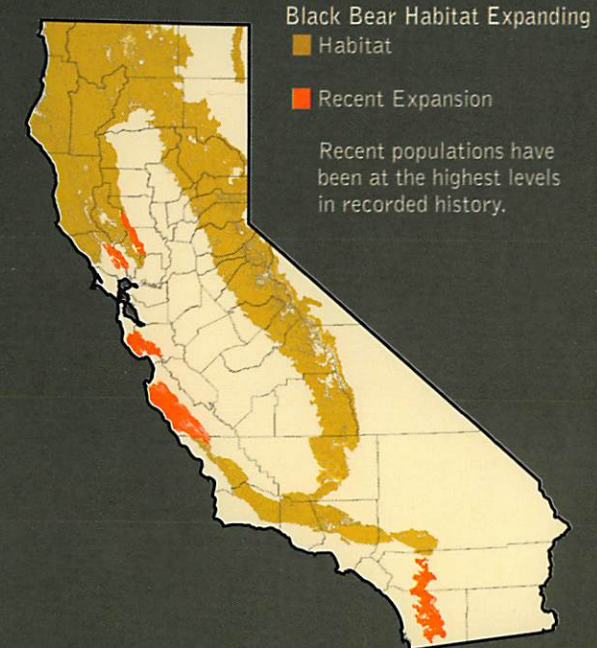 Black Bear Habitat Expanding
Habitat
Recent Expansion
Recent populations have
been at the highest levels
in recorded history.